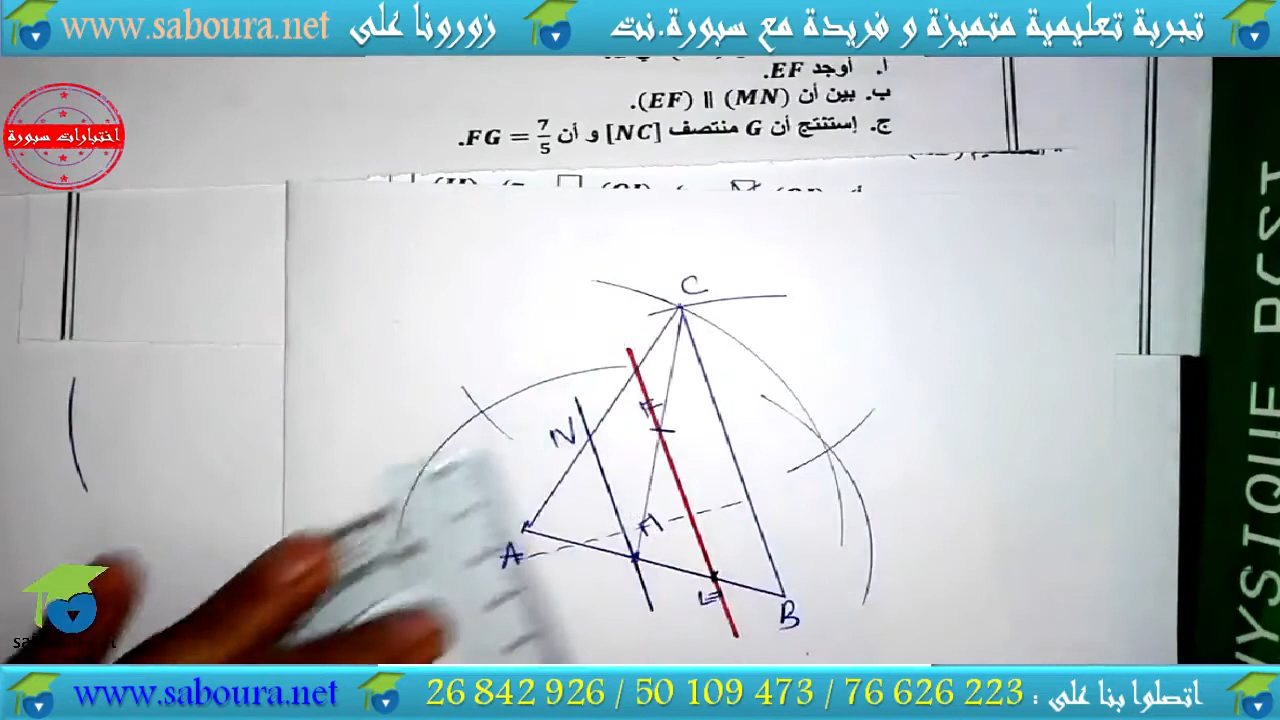 www.saboura.net زورونا على تجربة تعليمية متميزة و فريدة مع سبورة.نت
أ. أوجد EF.
ب. بين أن (MN) || (EF).
ج. إستنتج أن G منتصف [NC] و أن FG = 7/5.
اختبارات سبورة
C
F
N
M
A
E
B
PHYSIQUE BCST
www.saboura.net اتصلوا بنا على : 223 626 76 / 473 109 50 / 926 842 26